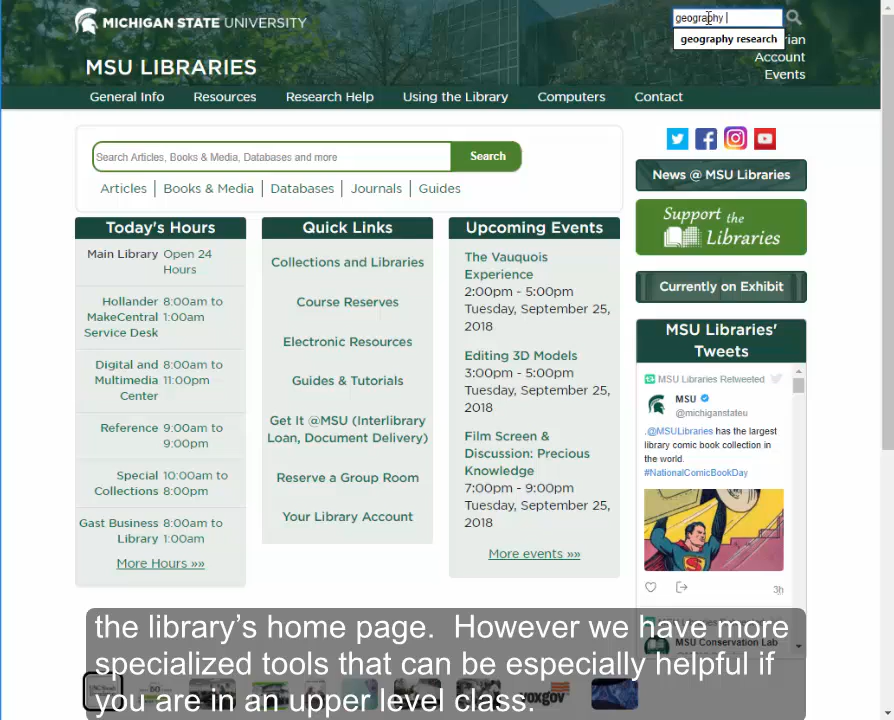 MICHIGAN STATE UNIVERSITY
geography
geography research
rian
Account
Events
MSU LIBRARIES
General Info
Resources
Research Help
Using the Library
Computers
Contact
Search Articles, Books & Media, Databases and more
Search
Articles
Books & Media
Databases
Journals
Guides
Today's Hours
Main Library
Open 24
Hours
Hollander
8:00am to
MakeCentral
1:00am
Service Desk
Digital and
8:00am to
Multimedia
11:00pm
Center
Reference
9:00am to
9:00pm
Special
10:00am to
Collections
8:00pm
Gast Business
8:00am to
Library
1:00am
More Hours »»
Quick Links
Collections and Libraries
Course Reserves
Electronic Resources
Guides & Tutorials
Get It @MSU (Interlibrary
Loan, Document Delivery)
Reserve a Group Room
Your Library Account
Upcoming Events
The Vauquois
Experience
2:00pm - 5:00pm
Tuesday, September 25,
2018
Editing 3D Models
3:00pm - 5:00pm
Tuesday, September 25,
2018
Film Screen &
Discussion: Precious
Knowledge
7:00pm - 9:00pm
Tuesday, September 25,
2018
More events »»
News @ MSU Libraries
Support the
Libraries
Currently on Exhibit
MSU Libraries'
Tweets
MSU Libraries Retweeted
MSU
@michiganstateu
.@MSULibraries has the largest
library comic book collection in
the world.
#NationalComicBookDay
3h
MSU Conservation Lab
the library's home page. However we have more
specialized tools that can be especially helpful if
you are in an upper level class.
voxgov